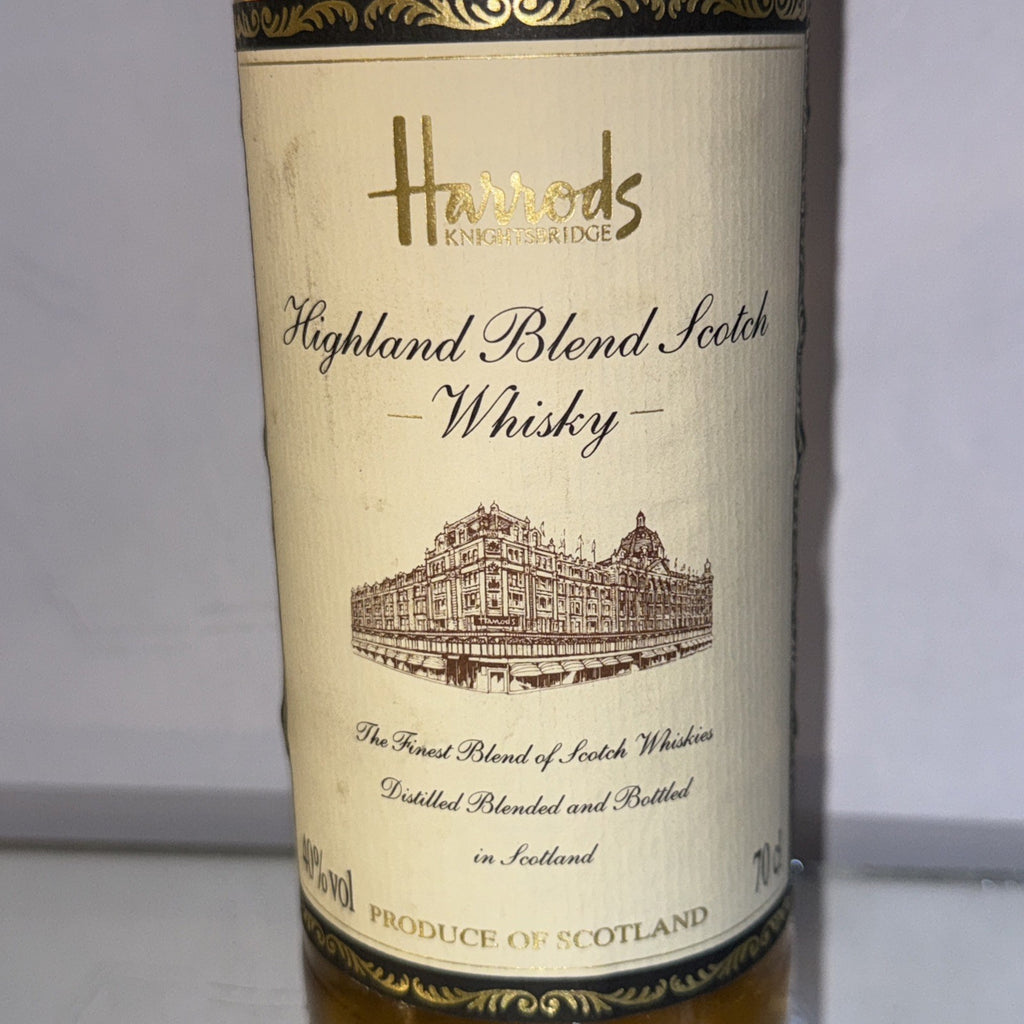 Harrods
KNIGHTSBRIDGE
Highland Blend Scotch
Whisky
Harrods
The Finest Blend of Scotch Whiskies
Distilled Blended and Bottled
in Scotland
40% vol
70 cl
PRODUCE OF SCOTLAND